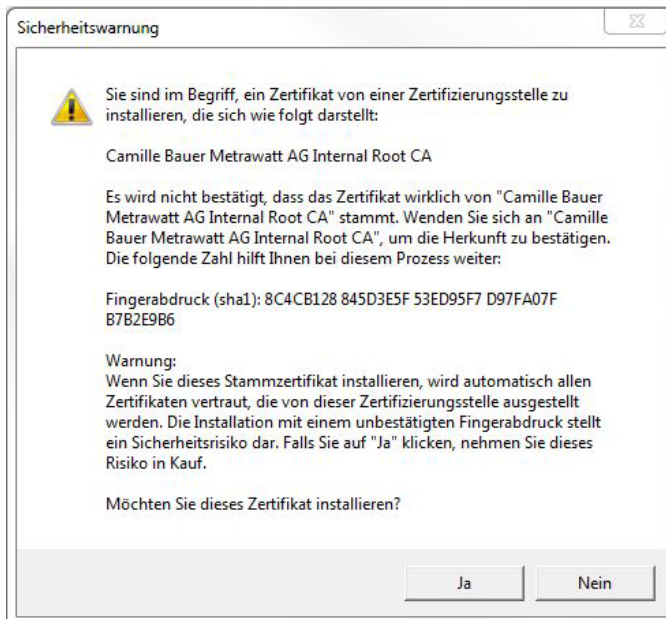 Sicherheitswarnung
Sie sind im Begriff, ein Zertifikat von einer Zertifizierungsstelle zu
installieren, die sich wie folgt darstellt:
Camille Bauer Metrawatt AG Internal Root CA
Es wird nicht bestätigt, dass das Zertifikat wirklich von "Camille Bauer
Metrawatt AG Internal Root CA" stammt. Wenden Sie sich an "Camille
Bauer Metrawatt AG Internal Root CA", um die Herkunft zu bestätigen.
Die folgende Zahl hilft Ihnen bei diesem Prozess weiter:
Fingerabdruck (sha1): 8C4CB128 845D3E5F 53ED95F7 D97FA07F
B7B2E9B6
Warnung:
Wenn Sie dieses Stammzertifikat installieren, wird automatisch allen
Zertifikaten vertraut, die von dieser Zertifizierungsstelle ausgestellt
werden. Die Installation mit einem unbestätigten Fingerabdruck stellt
ein Sicherheitsrisiko dar. Falls Sie auf "Ja" klicken, nehmen Sie dieses
Risiko in Kauf.
Möchten Sie dieses Zertifikat installieren?
Ja
Nein